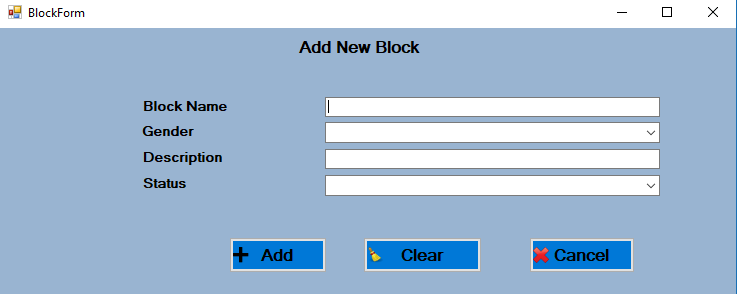 BlockForm
Add New Block
Block Name
Gender
Description
Status
Add Clear Cancel